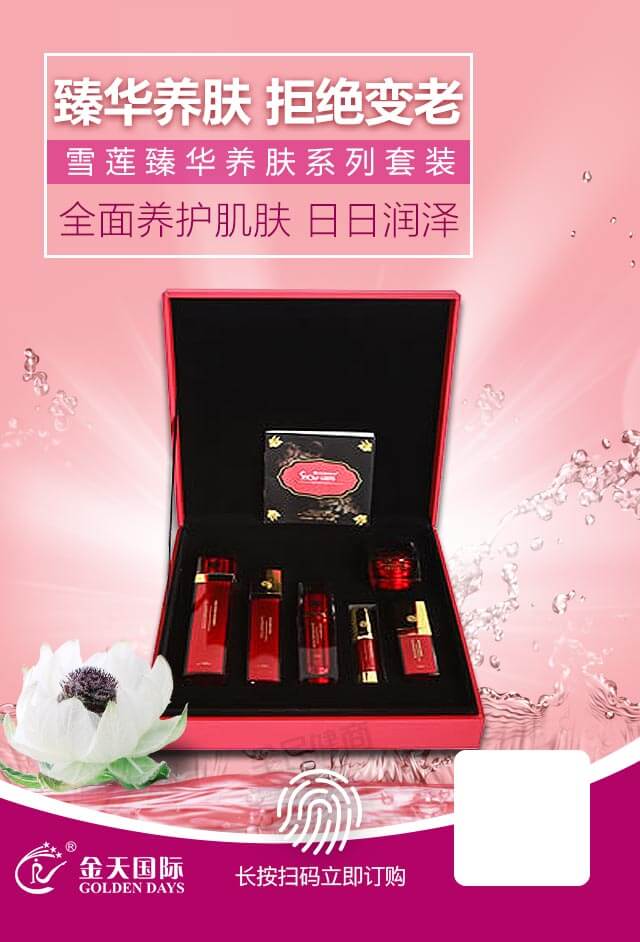 臻华养肤 拒绝变老
雪莲臻华养肤系列套装
全面养护肌肤 日日润泽
金天国际
®
GOLDEN DAYS
长按扫码立即订购